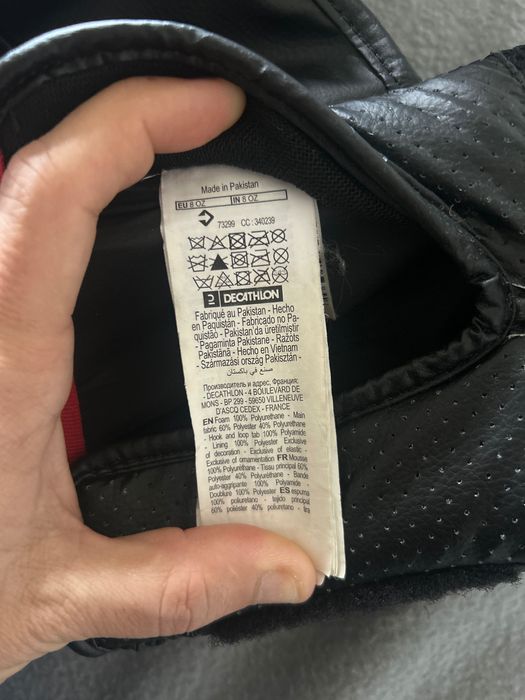 Made in Pakistan
EU 8 OZ IN 8 OZ
73299 CC : 340239
DECATHLON
Fabriqué au Pakistan - Hecho
en Paquistán - Fabricado no Pa-
quistão - Pakistan'da üretilmiştir
- Pagaminta Pakistane - Ražots
Pakistānā - Hecho en Vietnam
- Származási ország Pakisztán -
صنع في باكستان
Производитель и адрес, Франция:
- DECATHLON - 4 BOULEVARD DE
MONS - BP 299 - 59650 VILLENEUVE
D'ASCQ CEDEX - FRANCE
EN Foam 100% Polyurethane - Main
fabric 60% Polyester 40% Polyurethane
- Hook and loop tab 100% Polyamide
- Lining 100% Polyester Exclusive
of decoration - Exclusive of elastic -
Exclusive of ornamentation FR Mousse
100% Polyuréthane - Tissu principal 60%
Polyester 40% Polyuréthane - Bande
auto-aggripante 100% Polyamide -
Doublure 100% Polyester ES espuma
100% poliuretano - tejido principal
60% poliéster 40% poliuretano - tira